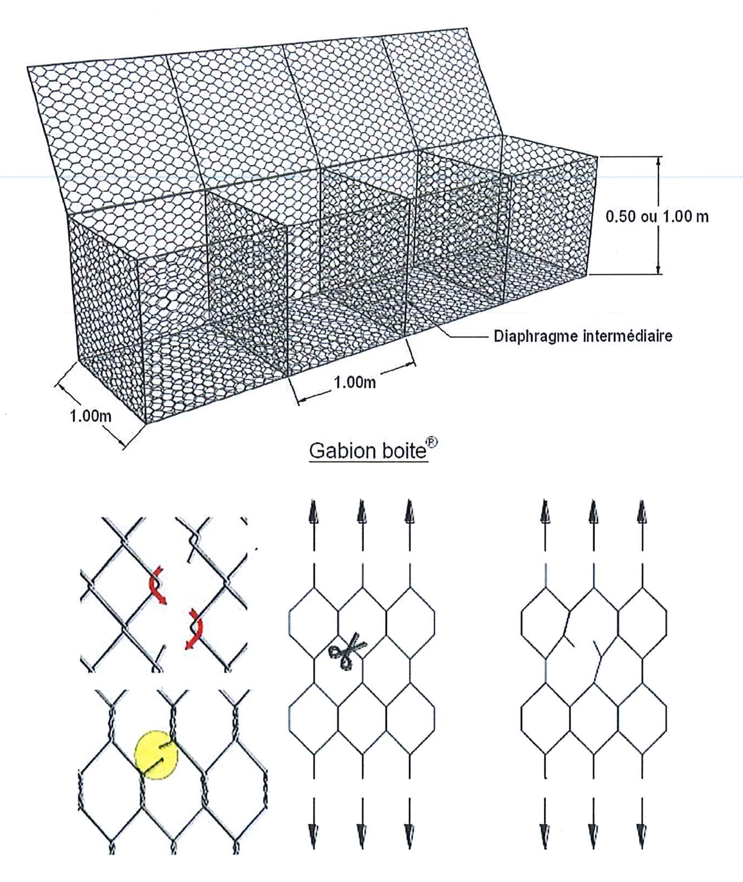 0.50 ou 1.00 m
Diaphragme intermédiaire
1.00m
1.00m
Gabion boite®